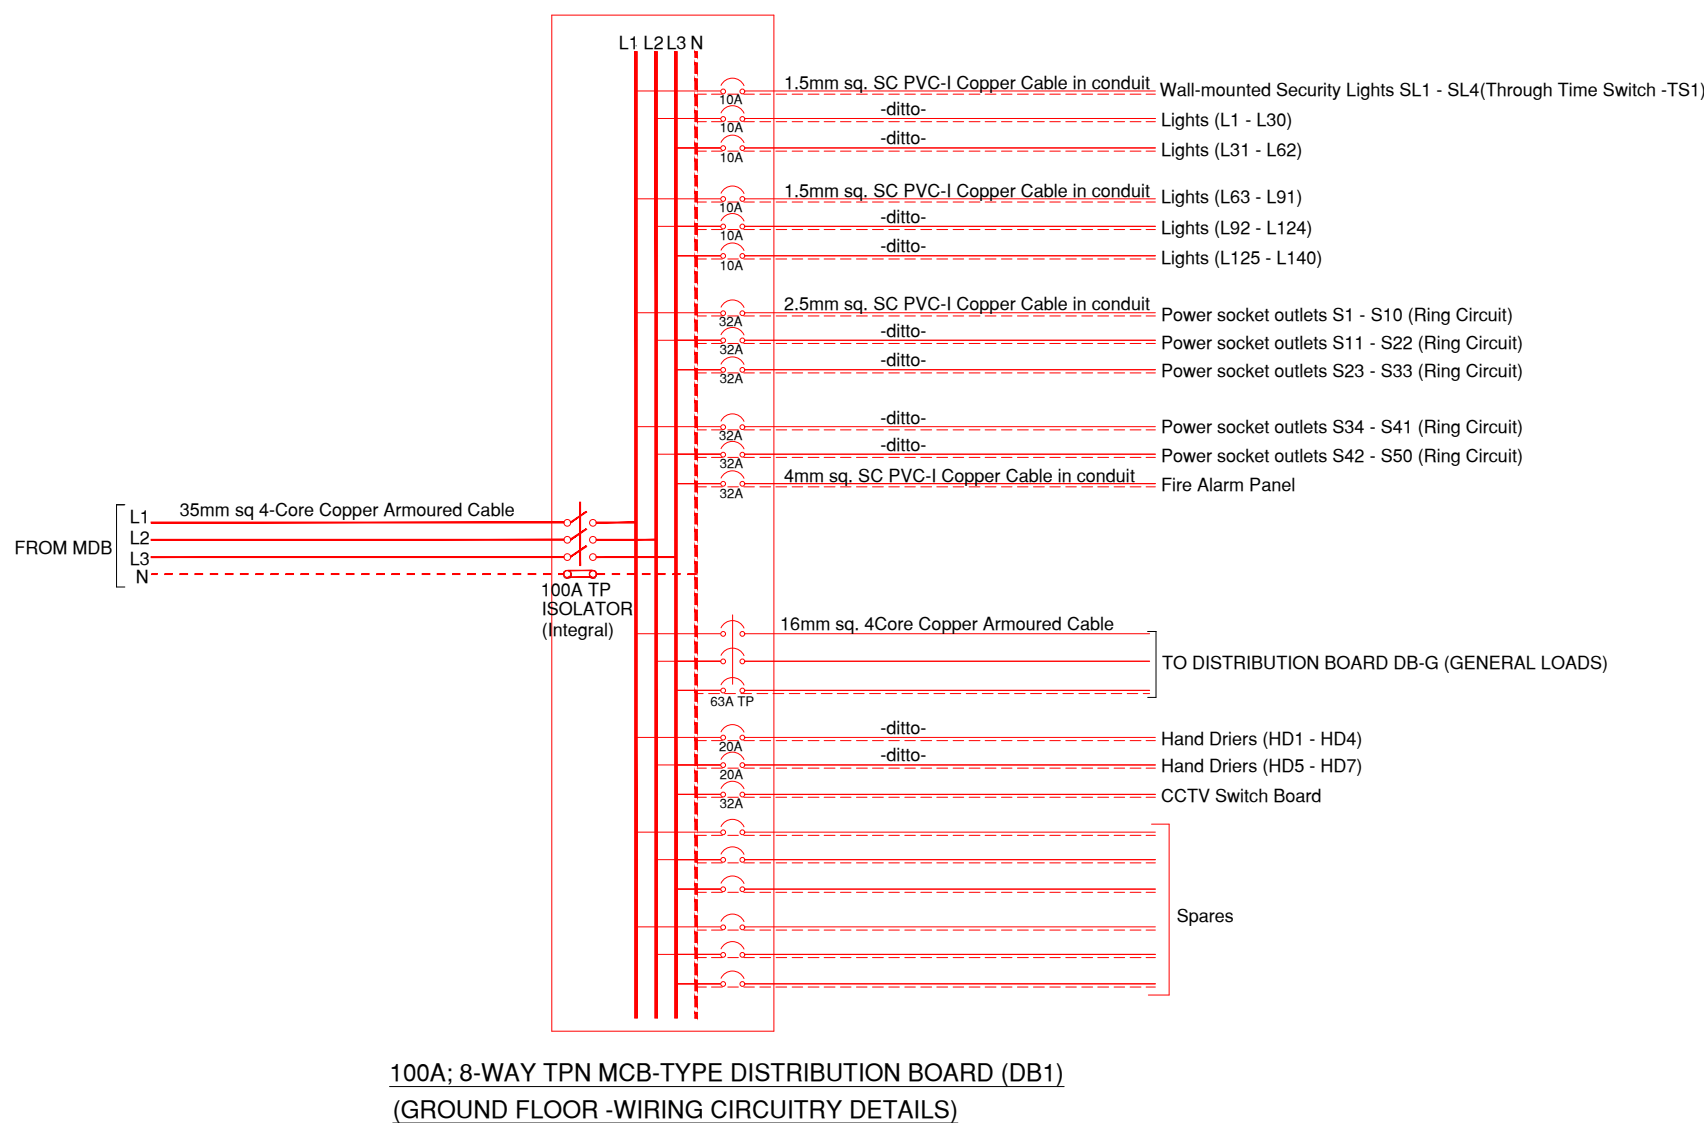 L1 L2 L3 N
1.5mm sq. SC PVC-I Copper Cable in conduit
10A
Wall-mounted Security Lights SL1 - SL4(Through Time Switch -TS1)
-ditto-
10A
Lights (L1 - L30)
-ditto-
10A
Lights (L31 - L62)
1.5mm sq. SC PVC-I Copper Cable in conduit
10A
Lights (L63 - L91)
-ditto-
10A
Lights (L92 - L124)
-ditto-
10A
Lights (L125 - L140)
2.5mm sq. SC PVC-I Copper Cable in conduit
32A
Power socket outlets S1 - S10 (Ring Circuit)
-ditto-
32A
Power socket outlets S11 - S22 (Ring Circuit)
-ditto-
32A
Power socket outlets S23 - S33 (Ring Circuit)
-ditto-
32A
Power socket outlets S34 - S41 (Ring Circuit)
-ditto-
32A
Power socket outlets S42 - S50 (Ring Circuit)
4mm sq. SC PVC-I Copper Cable in conduit
32A
Fire Alarm Panel
FROM MDB
L1
L2
L3
N
35mm sq 4-Core Copper Armoured Cable
100A TP
ISOLATOR
(Integral)
16mm sq. 4Core Copper Armoured Cable
63A TP
TO DISTRIBUTION BOARD DB-G (GENERAL LOADS)
-ditto-
20A
Hand Driers (HD1 - HD4)
-ditto-
20A
Hand Driers (HD5 - HD7)
32A
CCTV Switch Board
Spares
100A; 8-WAY TPN MCB-TYPE DISTRIBUTION BOARD (DB1)
(GROUND FLOOR -WIRING CIRCUITRY DETAILS)